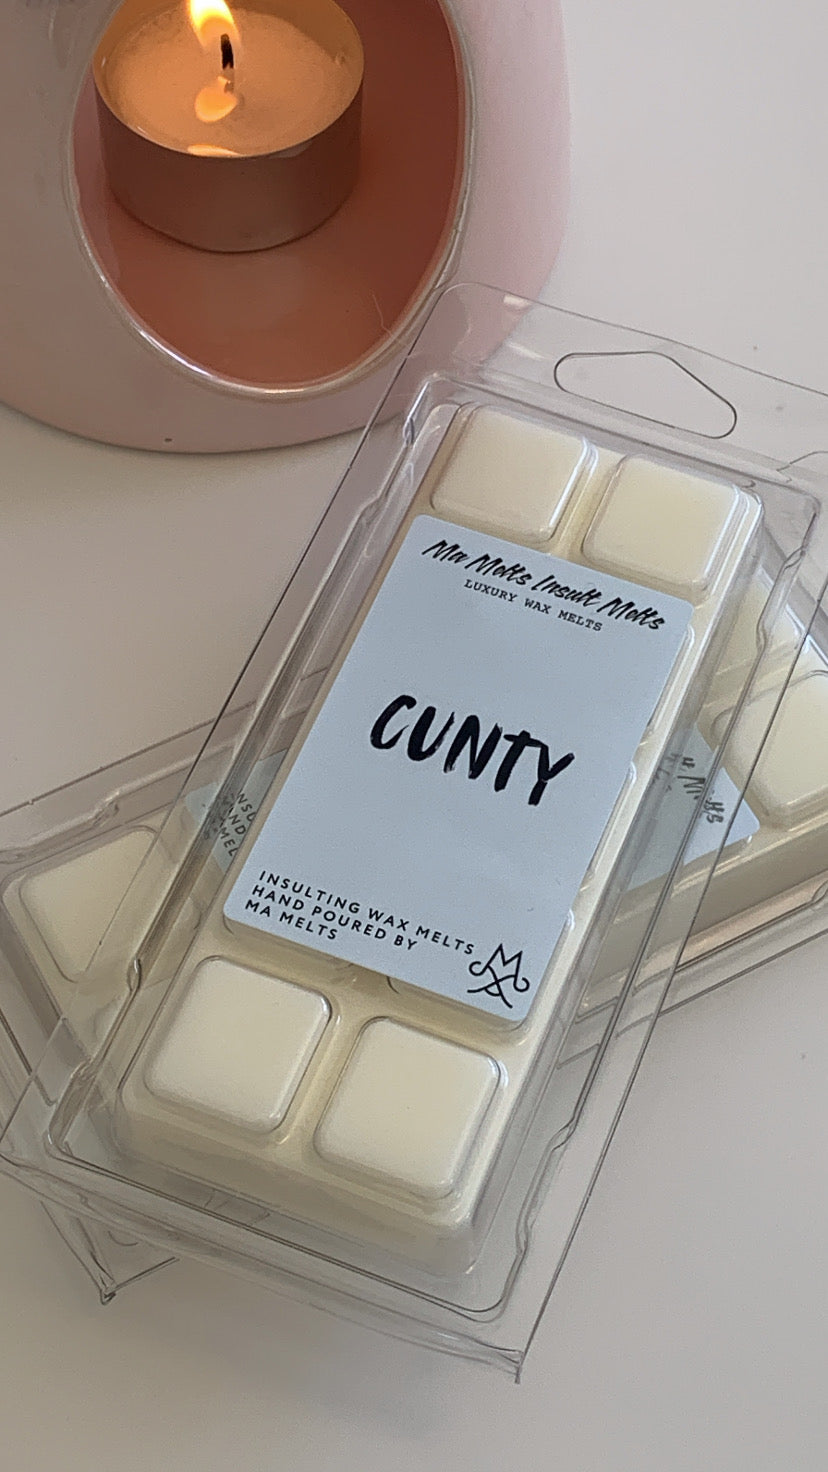 Ma Melts Insult Melts
LUXURY WAX MELTS
CUNTY
INSULTING WAX MELTS
HAND POURED BY
MA MELTS